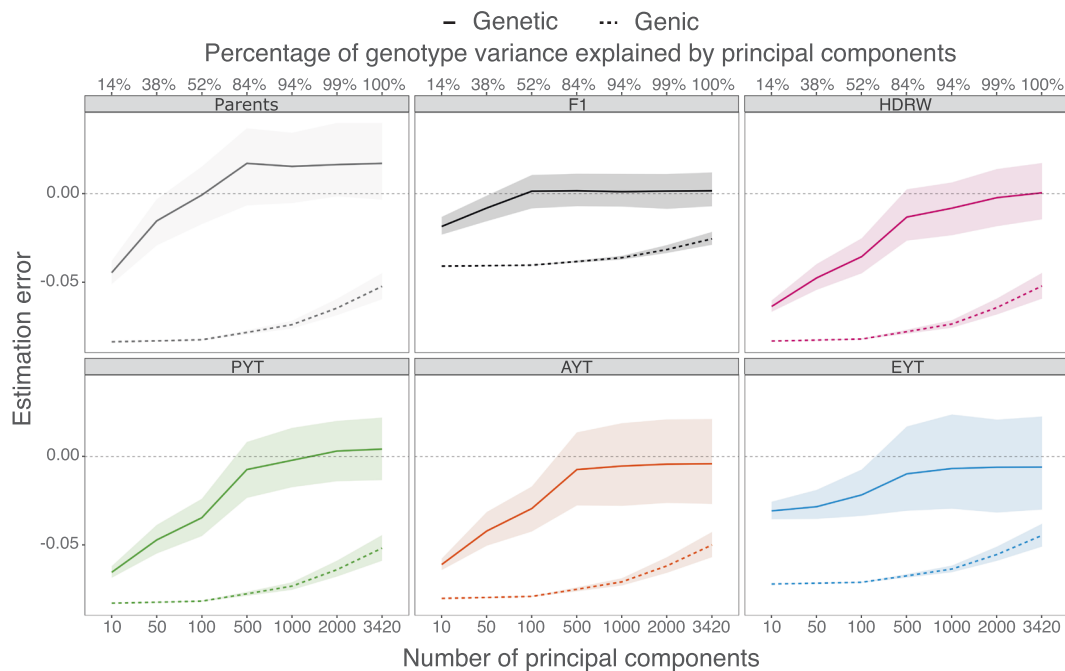 Genetic Genic
Percentage of genotype variance explained by principal components
14% 38% 52% 84% 94% 99% 100% 14% 38% 52% 84% 94% 99% 100% 14% 38% 52% 84% 94% 99% 100%
Parents F1 HDRW
0.00
-0.05
Estimation error
PYT AYT EYT
0.00
-0.05
10 50 100 500 1000 2000 3420 10 50 100 500 1000 2000 3420 10 50 100 500 1000 2000 3420
Number of principal components